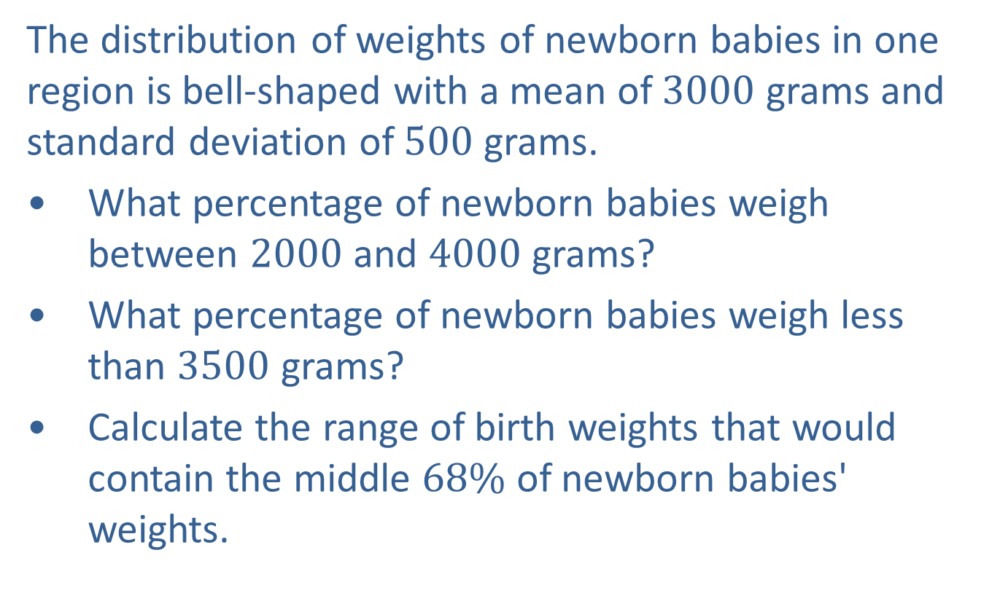 The distribution of weights of newborn babies in one
region is bell-shaped with a mean of 3000 grams and
standard deviation of 500 grams.
• What percentage of newborn babies weigh
between 2000 and 4000 grams?
• What percentage of newborn babies weigh less
than 3500 grams?
• Calculate the range of birth weights that would
contain the middle 68% of newborn babies'
weights.